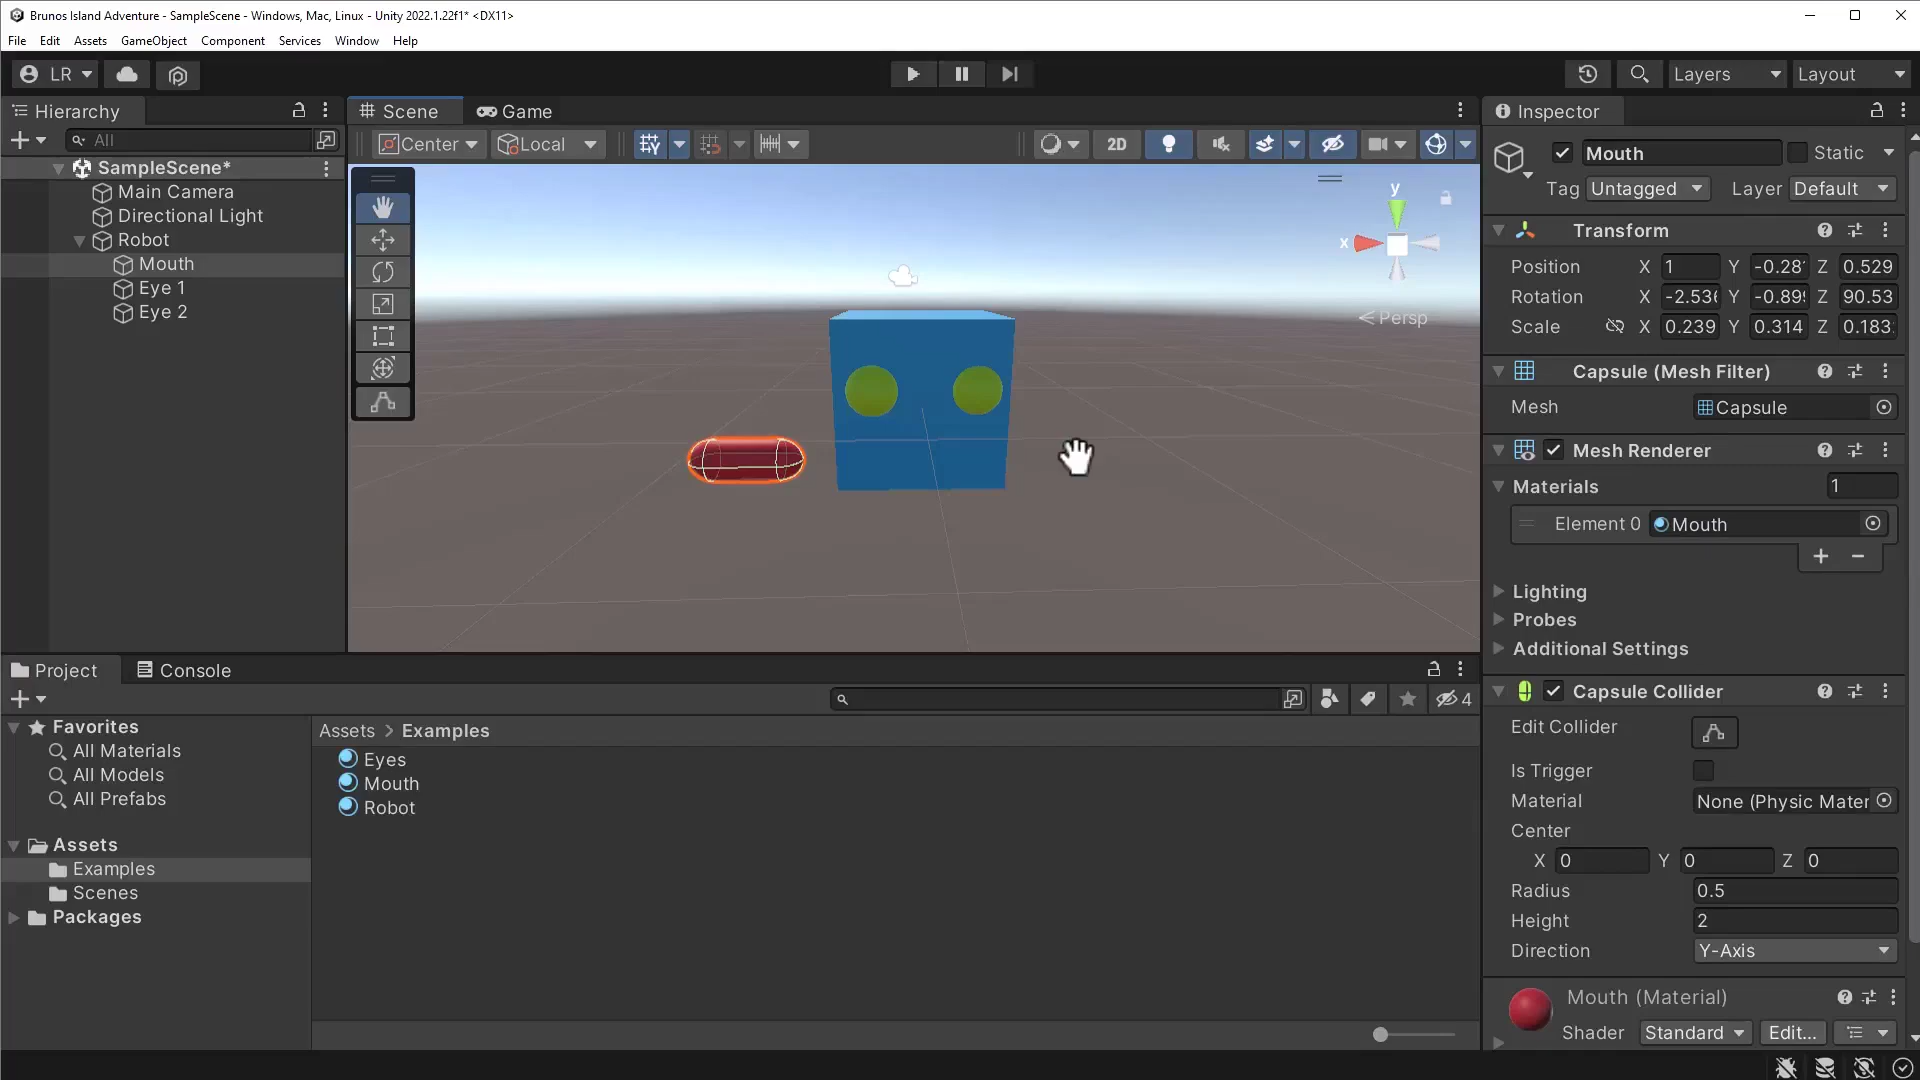 Brunos Island Adventure - SampleScene - Windows, Mac, Linux - Unity 2022.1.22f1* <DX11>
File Edit Assets GameObject Component Services Window Help
LR
Layers
Layout
Hierarchy
All
SampleScene*
Main Camera
Directional Light
Robot
Mouth
Eye 1
Eye 2
Scene
Game
Center
Local
2D
y
x
Persp
Inspector
Mouth
Static
Tag Untagged Layer Default
Transform
Position X 1 Y -0.28 Z 0.529
Rotation X -2.53 Y -0.89 Z 90.53
Scale X 0.239 Y 0.314 Z 0.183
Capsule (Mesh Filter)
Mesh Capsule
Mesh Renderer
Materials 1
Element 0 Mouth
+ -
Lighting
Probes
Additional Settings
Capsule Collider
Edit Collider
Is Trigger
Material None (Physic Mater
Center
X 0 Y 0 Z 0
Radius 0.5
Height 2
Direction Y-Axis
Mouth (Material)
Shader Standard Edit...
Project
Console
4
Favorites
All Materials
All Models
All Prefabs
Assets
Examples
Scenes
Packages
Assets > Examples
Eyes
Mouth
Robot